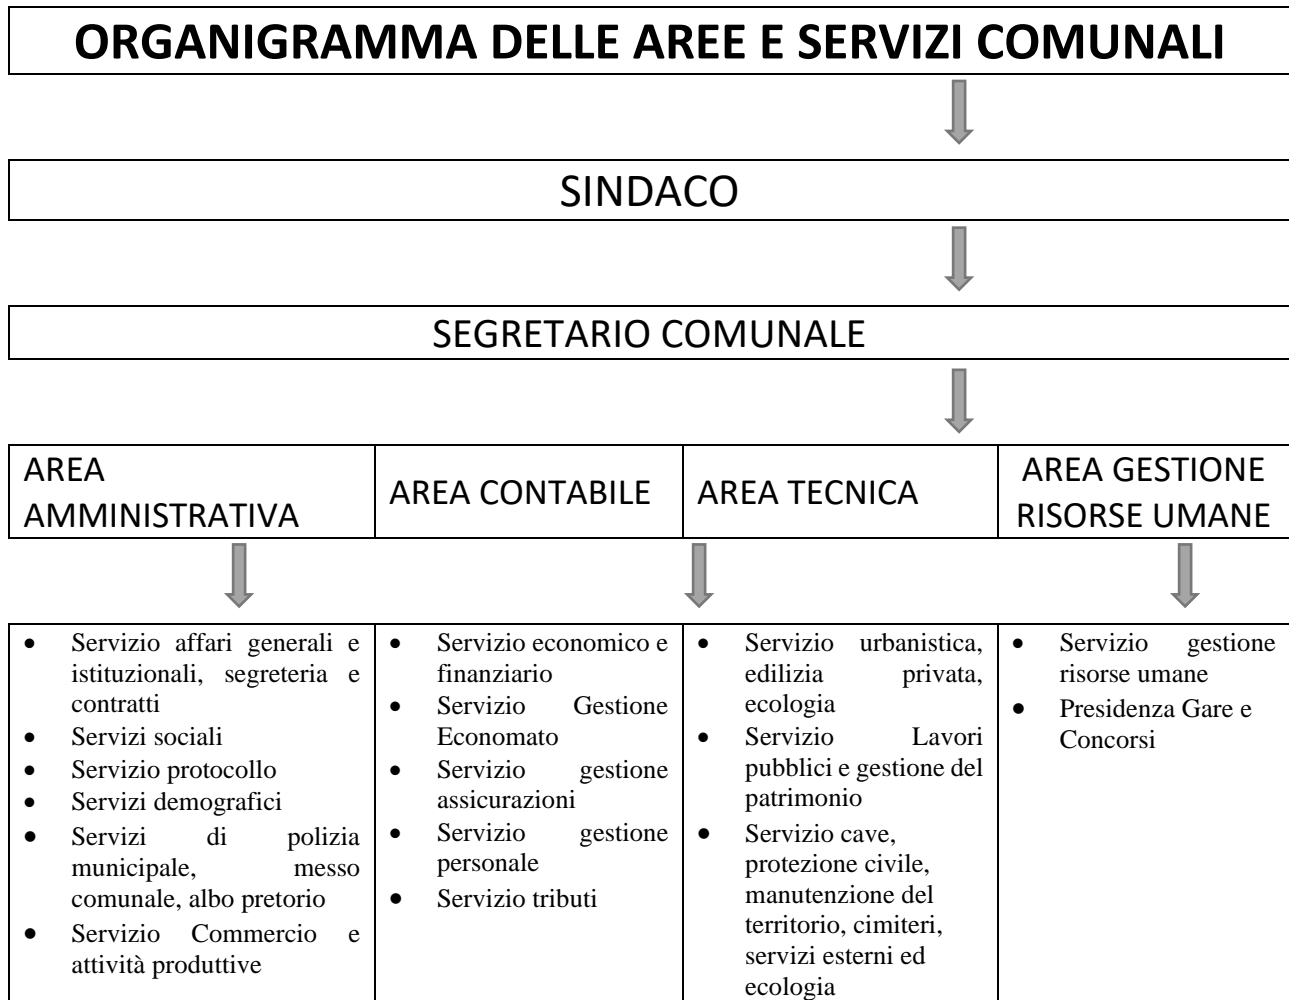 ORGANIGRAMMA DELLE AREE E SERVIZI COMUNALI
SINDACO
SEGRETARIO COMUNALE
AREA
AMMINISTRATIVA
AREA CONTABILE
AREA TECNICA
AREA GESTIONE
RISORSE UMANE
• Servizio affari generali e
istituzionali, segreteria e
contratti
• Servizi sociali
• Servizio protocollo
• Servizi demografici
• Servizi di polizia
municipale, messo
comunale, albo pretorio
• Servizio Commercio e
attività produttive
• Servizio economico e
finanziario
• Servizio Gestione
Economato
• Servizio gestione
assicurazioni
• Servizio gestione
personale
• Servizio tributi
• Servizio urbanistica,
edilizia privata,
ecologia
• Servizio Lavori
pubblici e gestione del
patrimonio
• Servizio cave,
protezione civile,
manutenzione del
territorio, cimiteri,
servizi esterni ed
ecologia
• Servizio gestione
risorse umane
• Presidenza Gare e
Concorsi